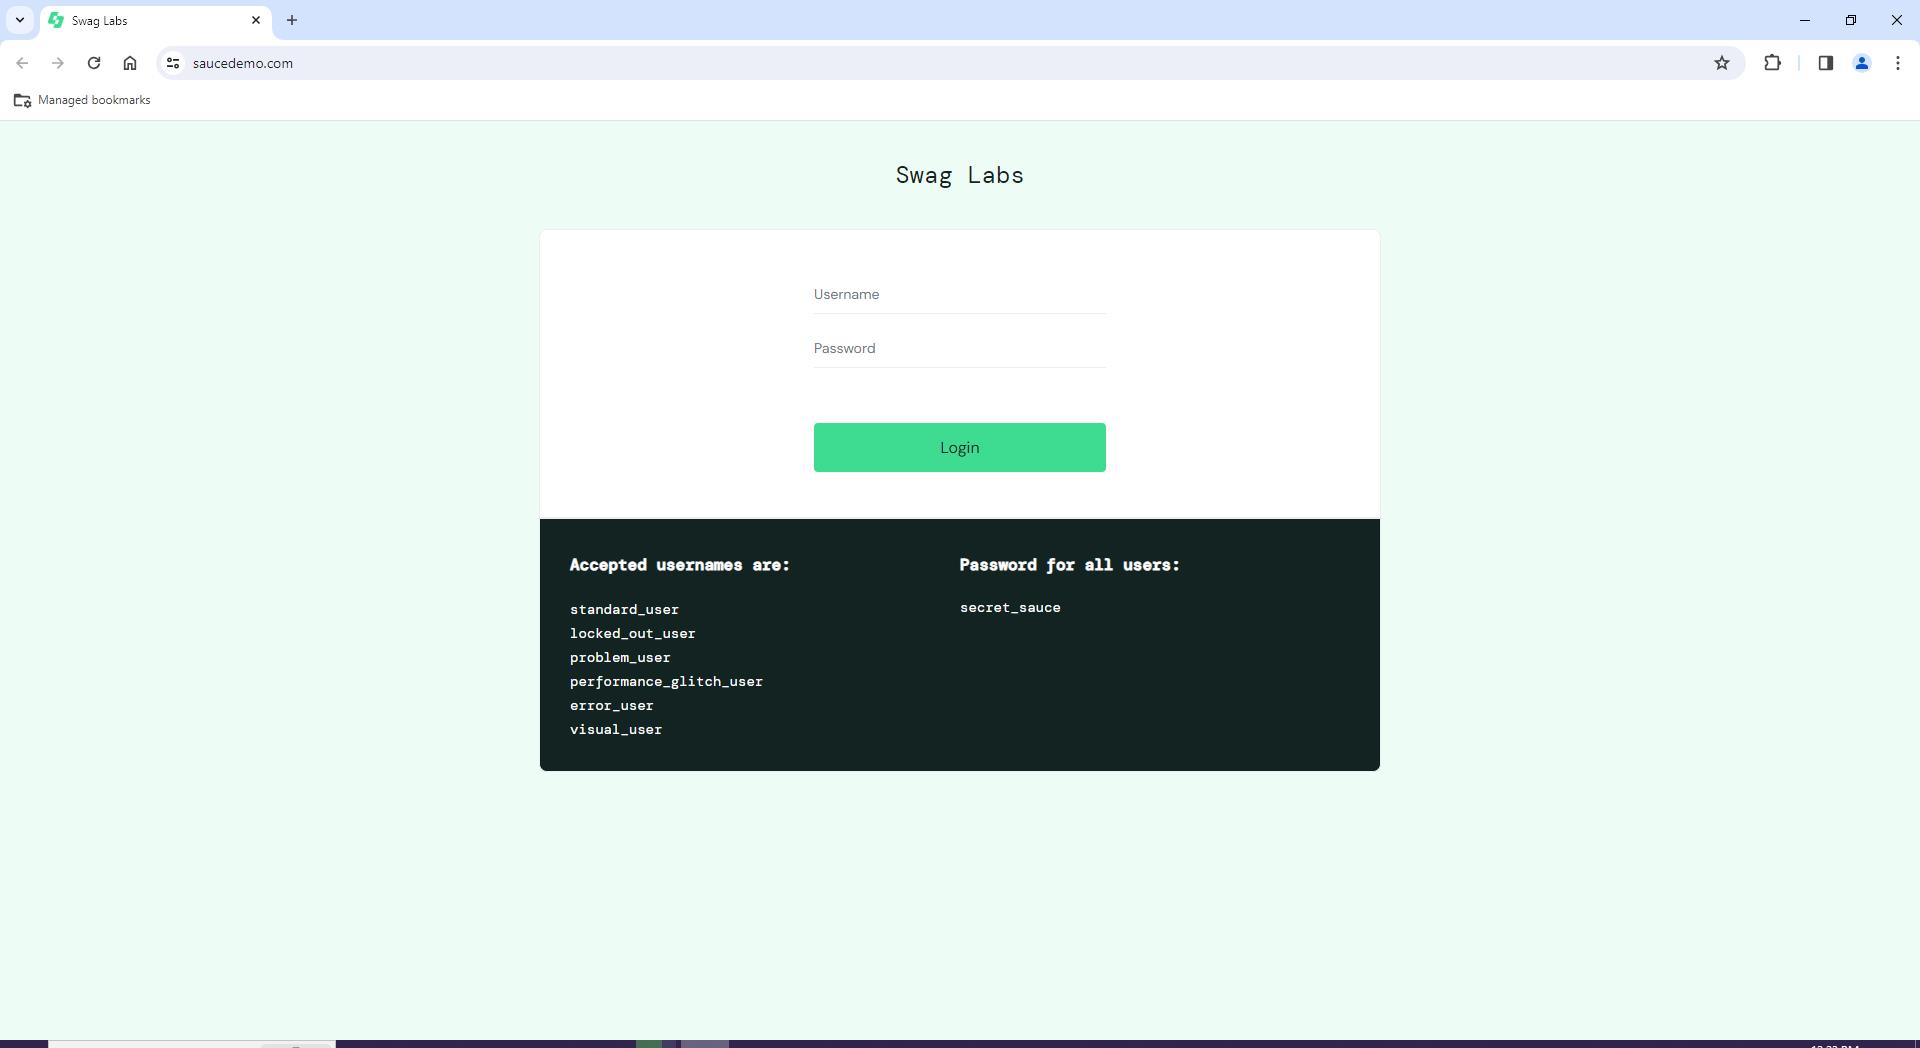 Swag Labs
saucedemo.com
Managed bookmarks
Swag Labs
Username
Password
Login
Accepted usernames are:
standard_user
locked_out_user
problem_user
performance_glitch_user
error_user
visual_user
Password for all users:
secret_sauce